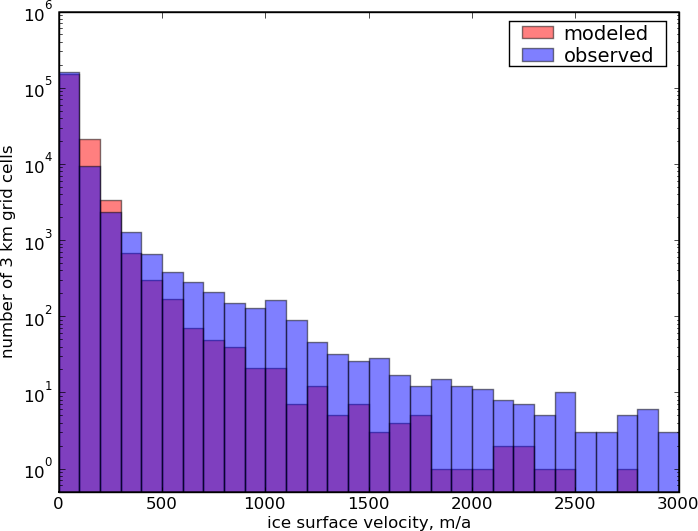 10^6
10^5
10^4
10^3
10^2
10^1
10^0
number of 3 km grid cells
modeled
observed
0 500 1000 1500 2000 2500 3000
ice surface velocity, m/a